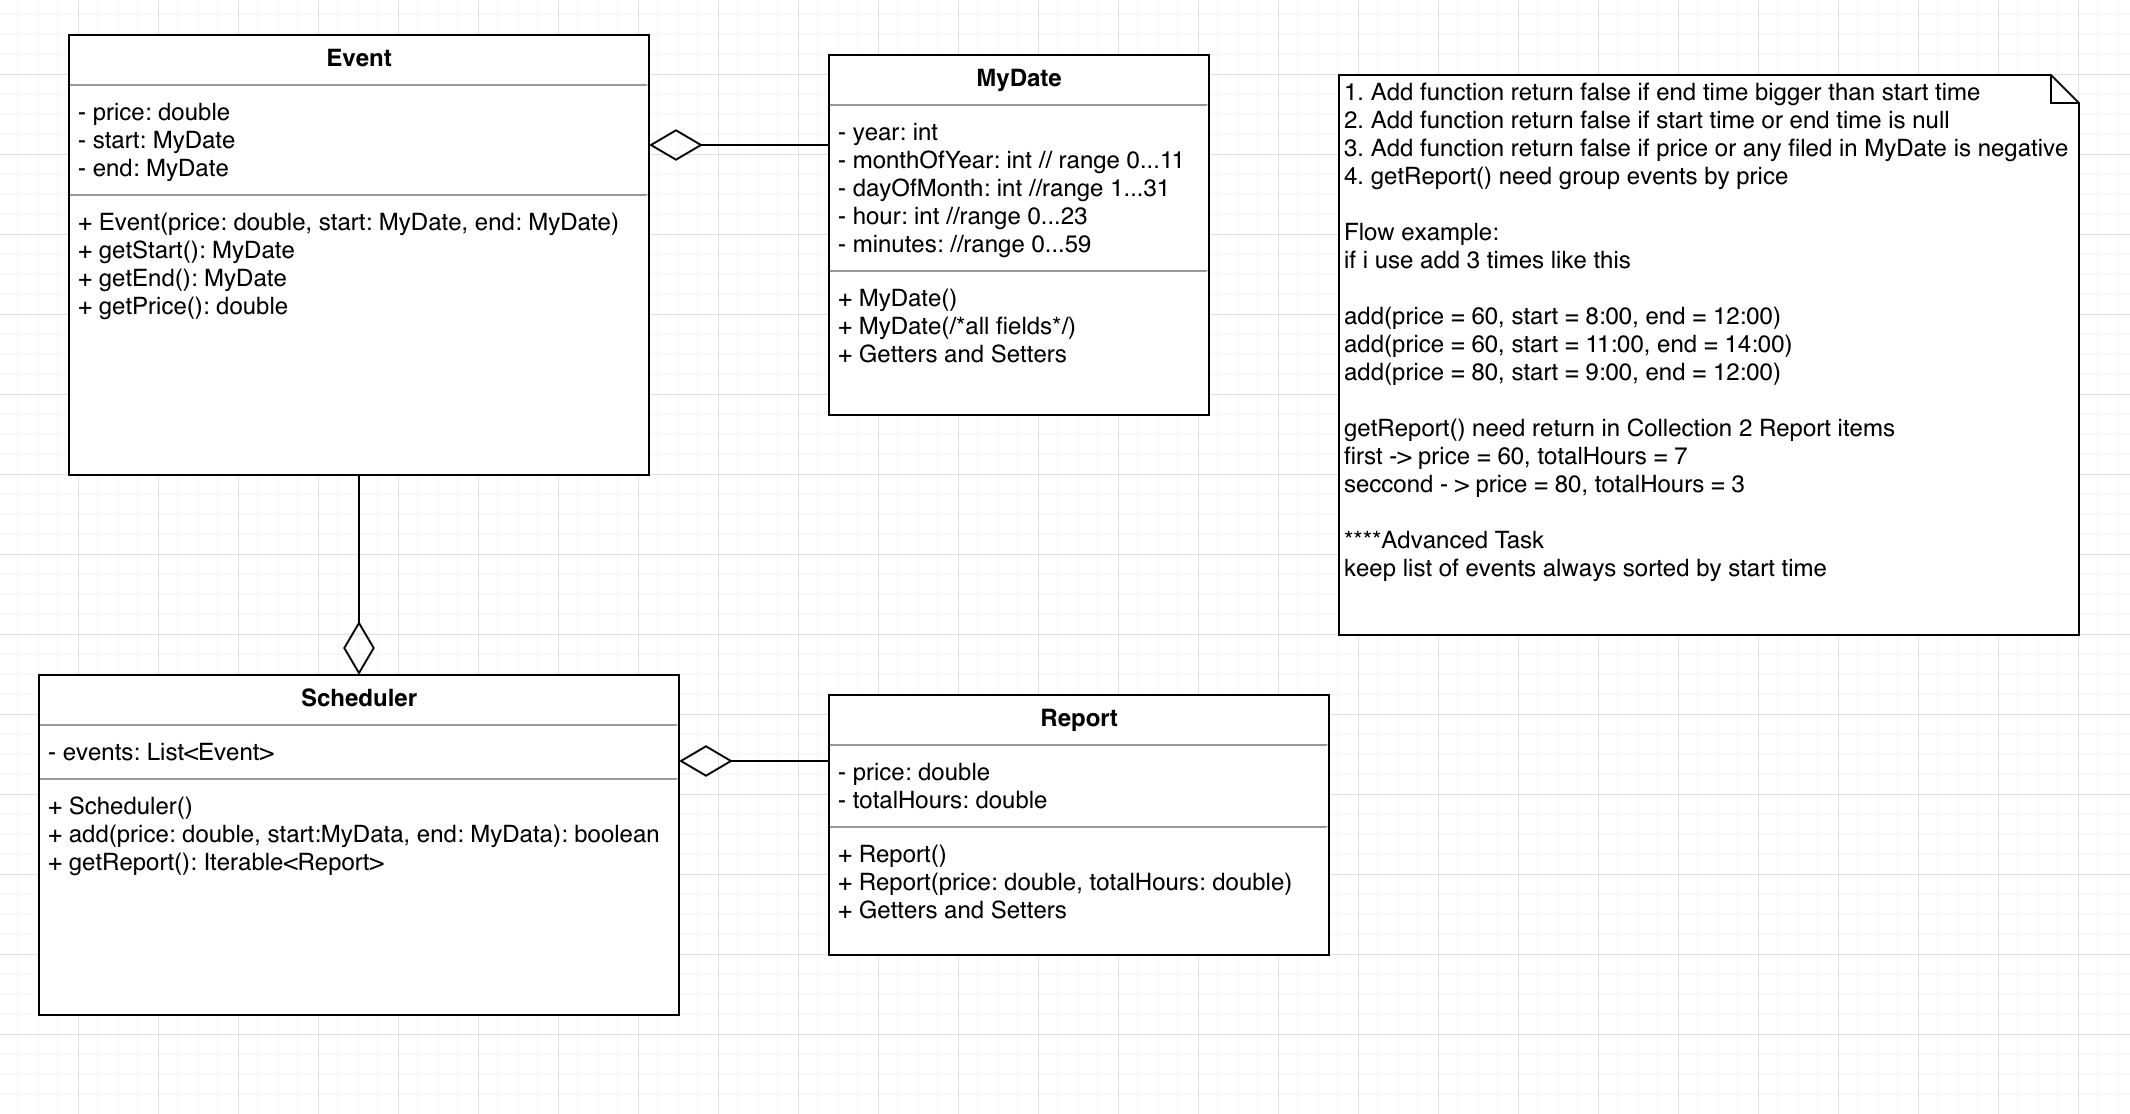 Event
- price: double
- start: MyDate
- end: MyDate
+ Event(price: double, start: MyDate, end: MyDate)
+ getStart(): MyDate
+ getEnd(): MyDate
+ getPrice(): double
MyDate
- year: int
- monthOfYear: int // range 0...11
- dayOfMonth: int //range 1...31
- hour: int //range 0...23
- minutes: //range 0...59
+ MyDate()
+ MyDate(/*all fields*/)
+ Getters and Setters
1. Add function return false if end time bigger than start time
2. Add function return false if start time or end time is null
3. Add function return false if price or any filed in MyDate is negative
4. getReport() need group events by price
Flow example:
if i use add 3 times like this
add(price = 60, start = 8:00, end = 12:00)
add(price = 60, start = 11:00, end = 14:00)
add(price = 80, start = 9:00, end = 12:00)
getReport() need return in Collection 2 Report items
first -> price = 60, totalHours = 7
seccond - > price = 80, totalHours = 3
****Advanced Task
keep list of events always sorted by start time
Scheduler
- events: List<Event>
+ Scheduler()
+ add(price: double, start:MyData, end: MyData): boolean
+ getReport(): Iterable<Report>
Report
- price: double
- totalHours: double
+ Report()
+ Report(price: double, totalHours: double)
+ Getters and Setters